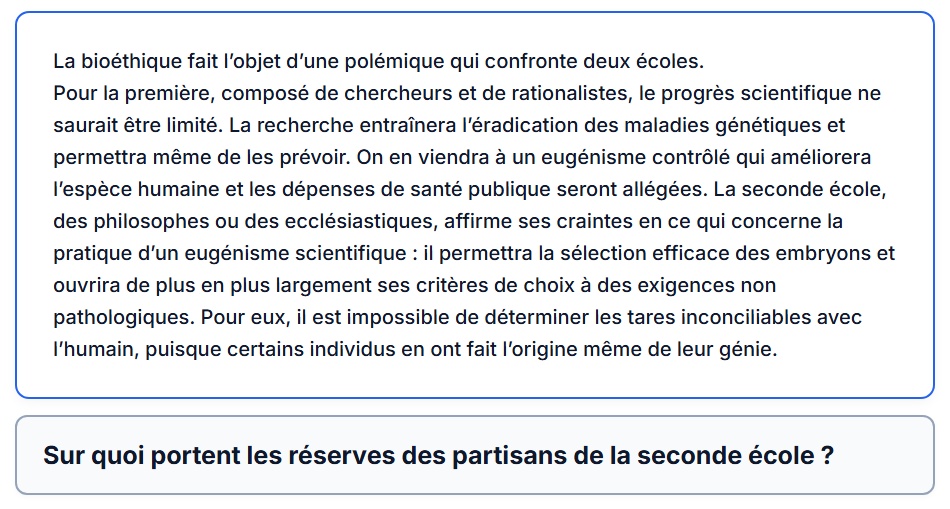 La bioéthique fait l’objet d’une polémique qui confronte deux écoles.
Pour la première, composé de chercheurs et de rationalistes, le progrès scientifique ne
saurait être limité. La recherche entraînera l’éradication des maladies génétiques et
permettra même de les prévoir. On en viendra à un eugénisme contrôlé qui améliorera
l’espèce humaine et les dépenses de santé publique seront allégées. La seconde école,
des philosophes ou des ecclésiastiques, affirme ses craintes en ce qui concerne la
pratique d’un eugénisme scientifique : il permettra la sélection efficace des embryons et
ouvrira de plus en plus largement ses critères de choix à des exigences non
pathologiques. Pour eux, il est impossible de déterminer les tares inconciliables avec
l’humain, puisque certains individus en ont fait l’origine même de leur génie.
Sur quoi portent les réserves des partisans de la seconde école ?